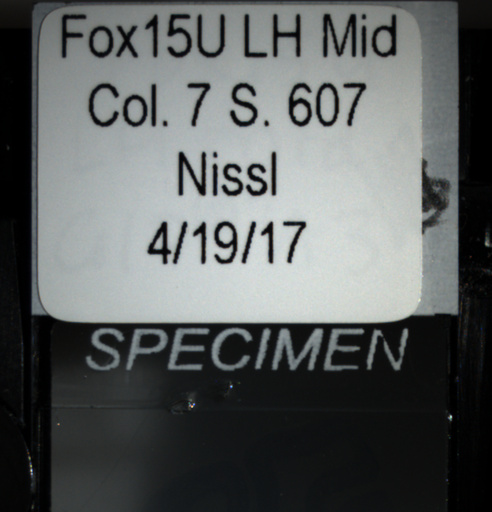 Fox15U LH Mid
Col. 7 S. 607
Nissl
4/19/17
SPECIMEN